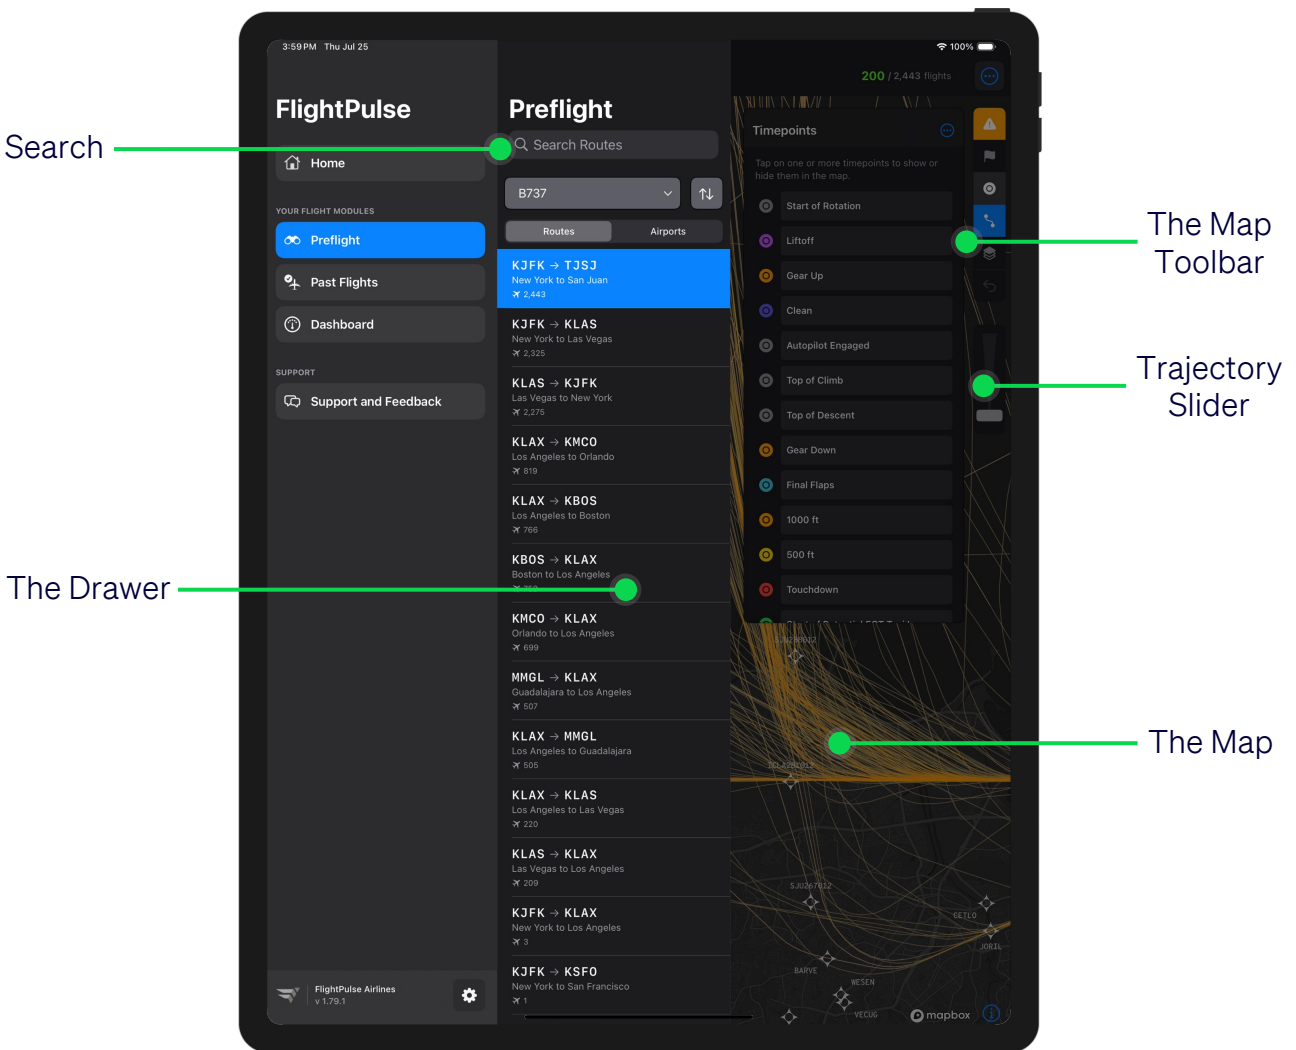 3:59 PM Thu Jul 25
100%
FlightPulse
Home
YOUR FLIGHT MODULES
Preflight
Past Flights
Dashboard
SUPPORT
Support and Feedback
FlightPulse Airlines
v 1.79.1
Preflight
Search Routes
B737
Routes
Airports
KJFK → TJSJ
New York to San Juan
2,443
KJFK → KLAS
New York to Las Vegas
2,325
KLAS → KJFK
Las Vegas to New York
2,275
KLAX → KMCO
Los Angeles to Orlando
819
KLAX → KBOS
Los Angeles to Boston
766
KBOS → KLAX
Boston to Los Angeles
KMCO → KLAX
Orlando to Los Angeles
699
MMGL → KLAX
Guadalajara to Los Angeles
507
KLAX → MMGL
Los Angeles to Guadalajara
505
KLAX → KLAS
Los Angeles to Las Vegas
220
KLAS → KLAX
Las Vegas to Los Angeles
209
KJFK → KLAX
New York to Los Angeles
3
KJFK → KSFO
New York to San Francisco
1
200 / 2,443 flights
Timepoints
Tap on one or more timepoints to show or
hide them in the map.
Start of Rotation
Liftoff
Gear Up
Clean
Autopilot Engaged
Top of Climb
Top of Descent
Gear Down
Final Flaps
1000 ft
500 ft
Touchdown
SJU267012
CETLO
JORIL
BARVE
WESEN
VECUG
mapbox
Search
The Drawer
The Map
Toolbar
Trajectory
Slider
The Map